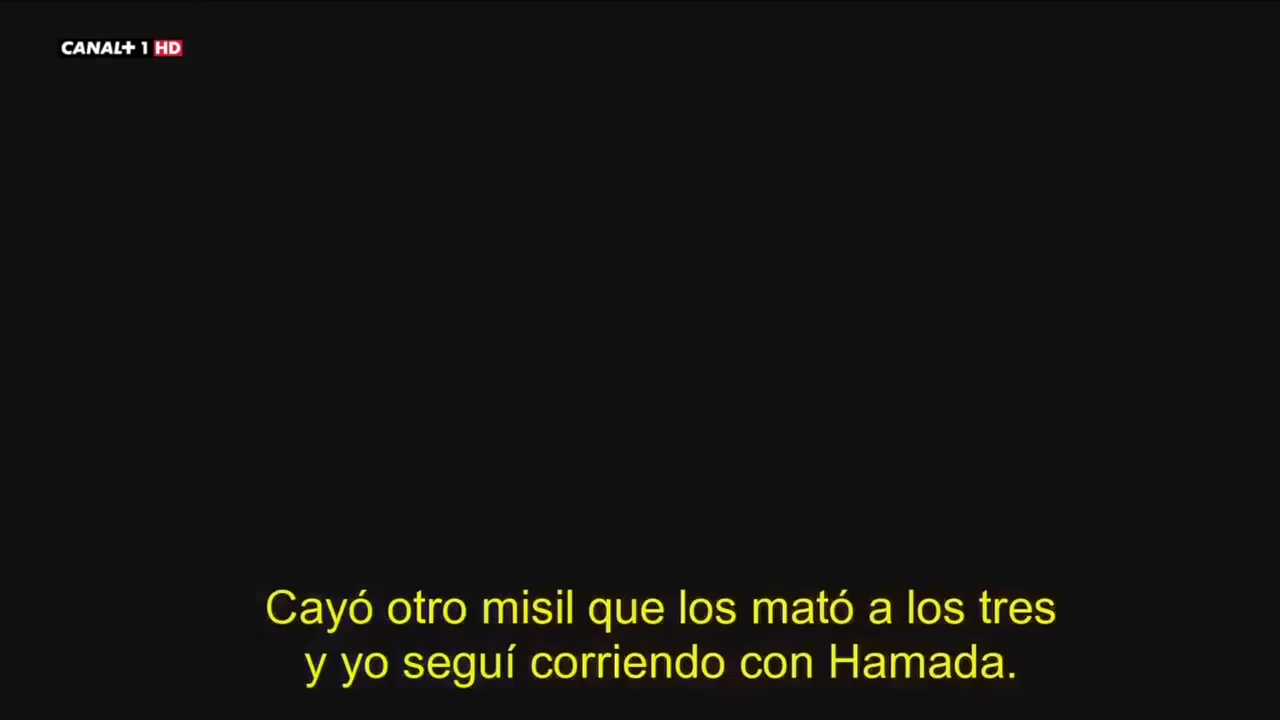 CANAL+ 1 HD
Cayó otro misil que los mató a los tres
y yo seguí corriendo con Hamada.